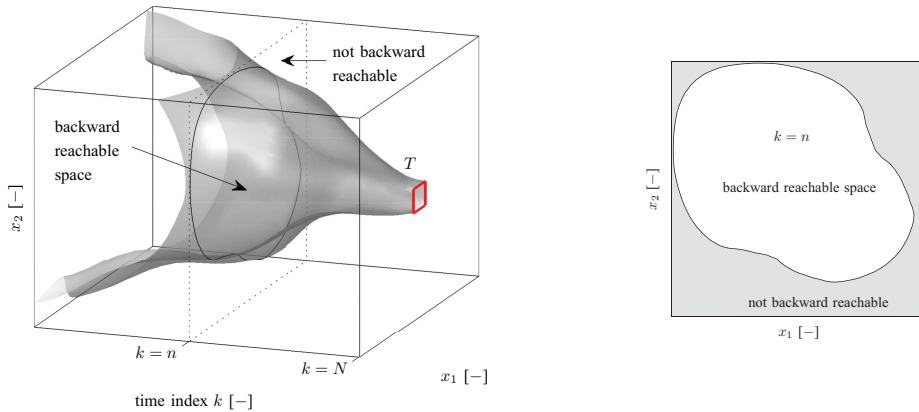 not backward
reachable
backward
reachable
space
T
x₂ [−]
k = n
k = N
x₁ [−]
time index k [−]
k = n
backward reachable space
x₂ [−]
not backward reachable
x₁ [−]